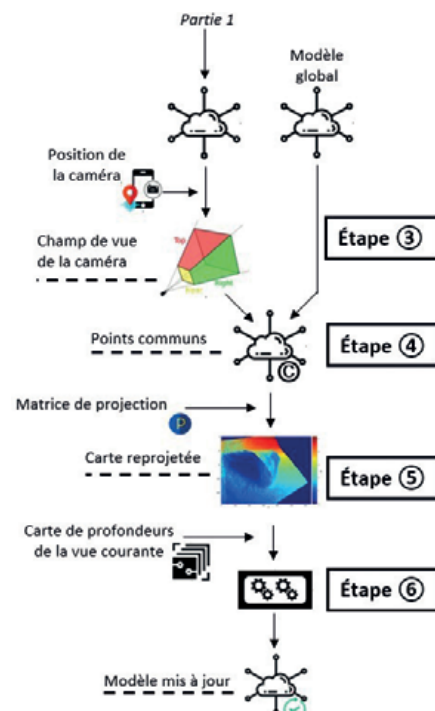 Partie 1
Modèle
global
Position de
la caméra
Champ de vue
de la caméra
Top
Right
Étape ③
Points communs
©
Étape ④
Matrice de projection
P
Carte reprojetée
Étape ⑤
Carte de profondeurs
de la vue courante
Étape ⑥
Modèle mis à jour